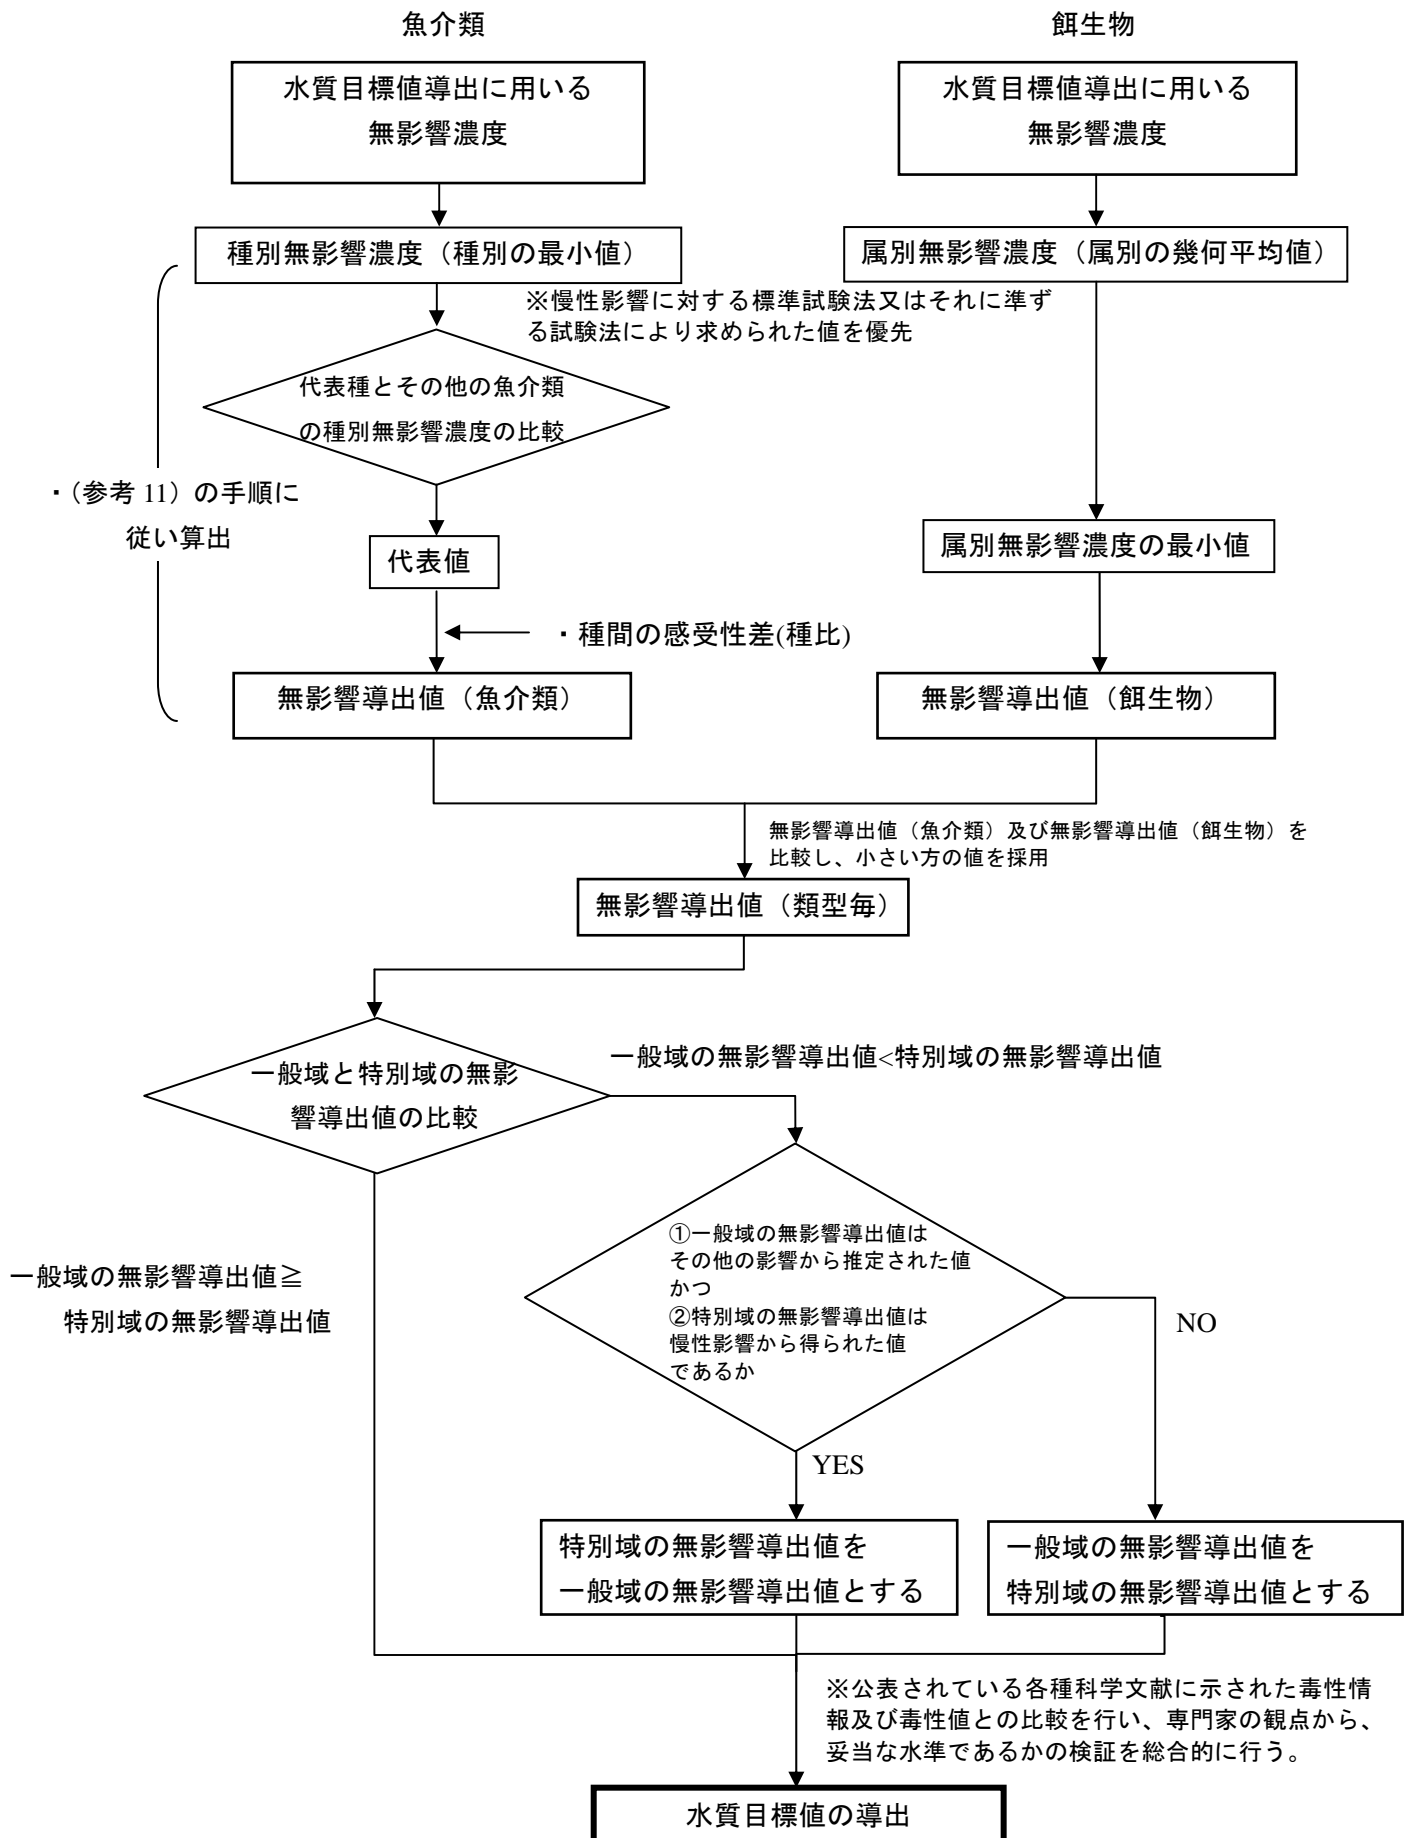 魚介類
餌生物
水質目標値導出に用いる
無影響濃度
水質目標値導出に用いる
無影響濃度
種別無影響濃度（種別の最小値）
属別無影響濃度（属別の幾何平均値）
※慢性影響に対する標準試験法又はそれに準ず
る試験法により求められた値を優先
代表種とその他の魚介類
の種別無影響濃度の比較
・（参考 11）の手順に
従い算出
代表値
属別無影響濃度の最小値
・種間の感受性差(種比)
無影響導出値（魚介類）
無影響導出値（餌生物）
無影響導出値（魚介類）及び無影響導出値（餌生物）を
比較し、小さい方の値を採用
無影響導出値（類型毎）
一般域と特別域の無影
響導出値の比較
一般域の無影響導出値<特別域の無影響導出値
①一般域の無影響導出値は
その他の影響から推定された値
かつ
②特別域の無影響導出値は
慢性影響から得られた値
であるか
一般域の無影響導出値≧
特別域の無影響導出値
NO
YES
特別域の無影響導出値を
一般域の無影響導出値とする
一般域の無影響導出値を
特別域の無影響導出値とする
※公表されている各種科学文献に示された毒性情
報及び毒性値との比較を行い、専門家の観点から、
妥当な水準であるかの検証を総合的に行う。
水質目標値の導出